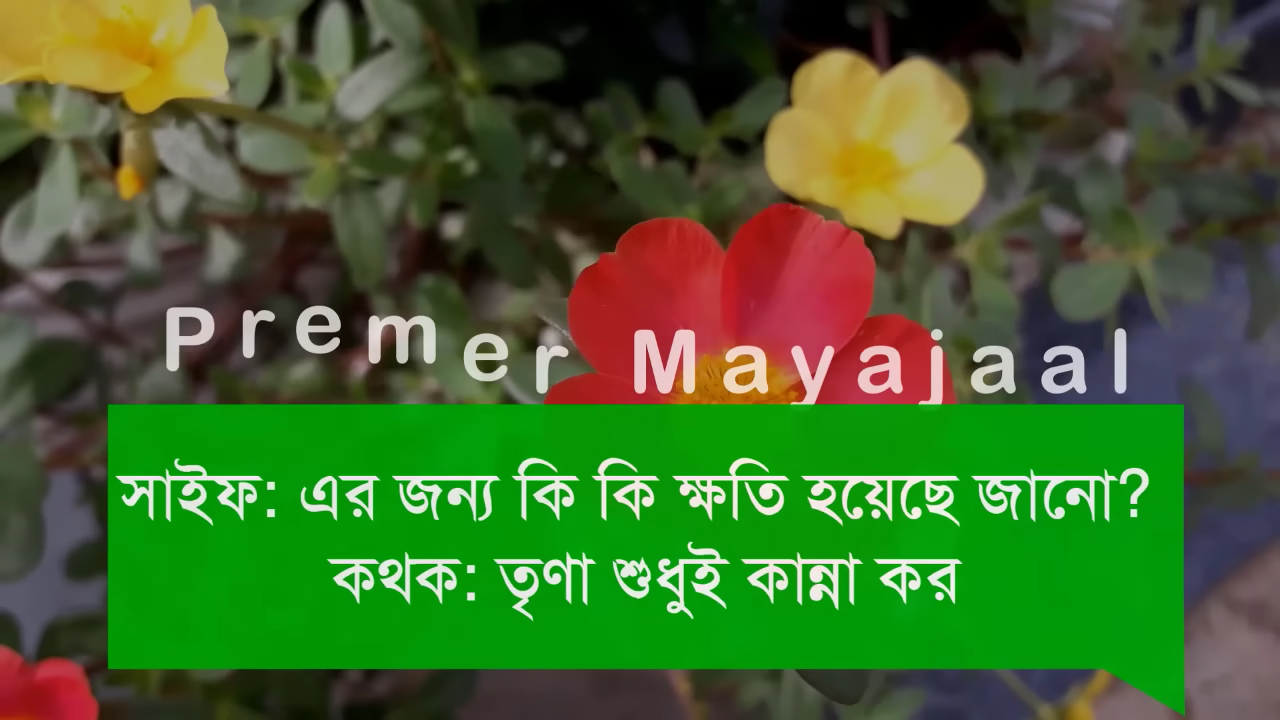 Premer Mayajaal
সাইফ: এর জন্য কি কি ক্ষতি হয়েছে জানো?
কথক: তৃণা শুধুই কান্না কর